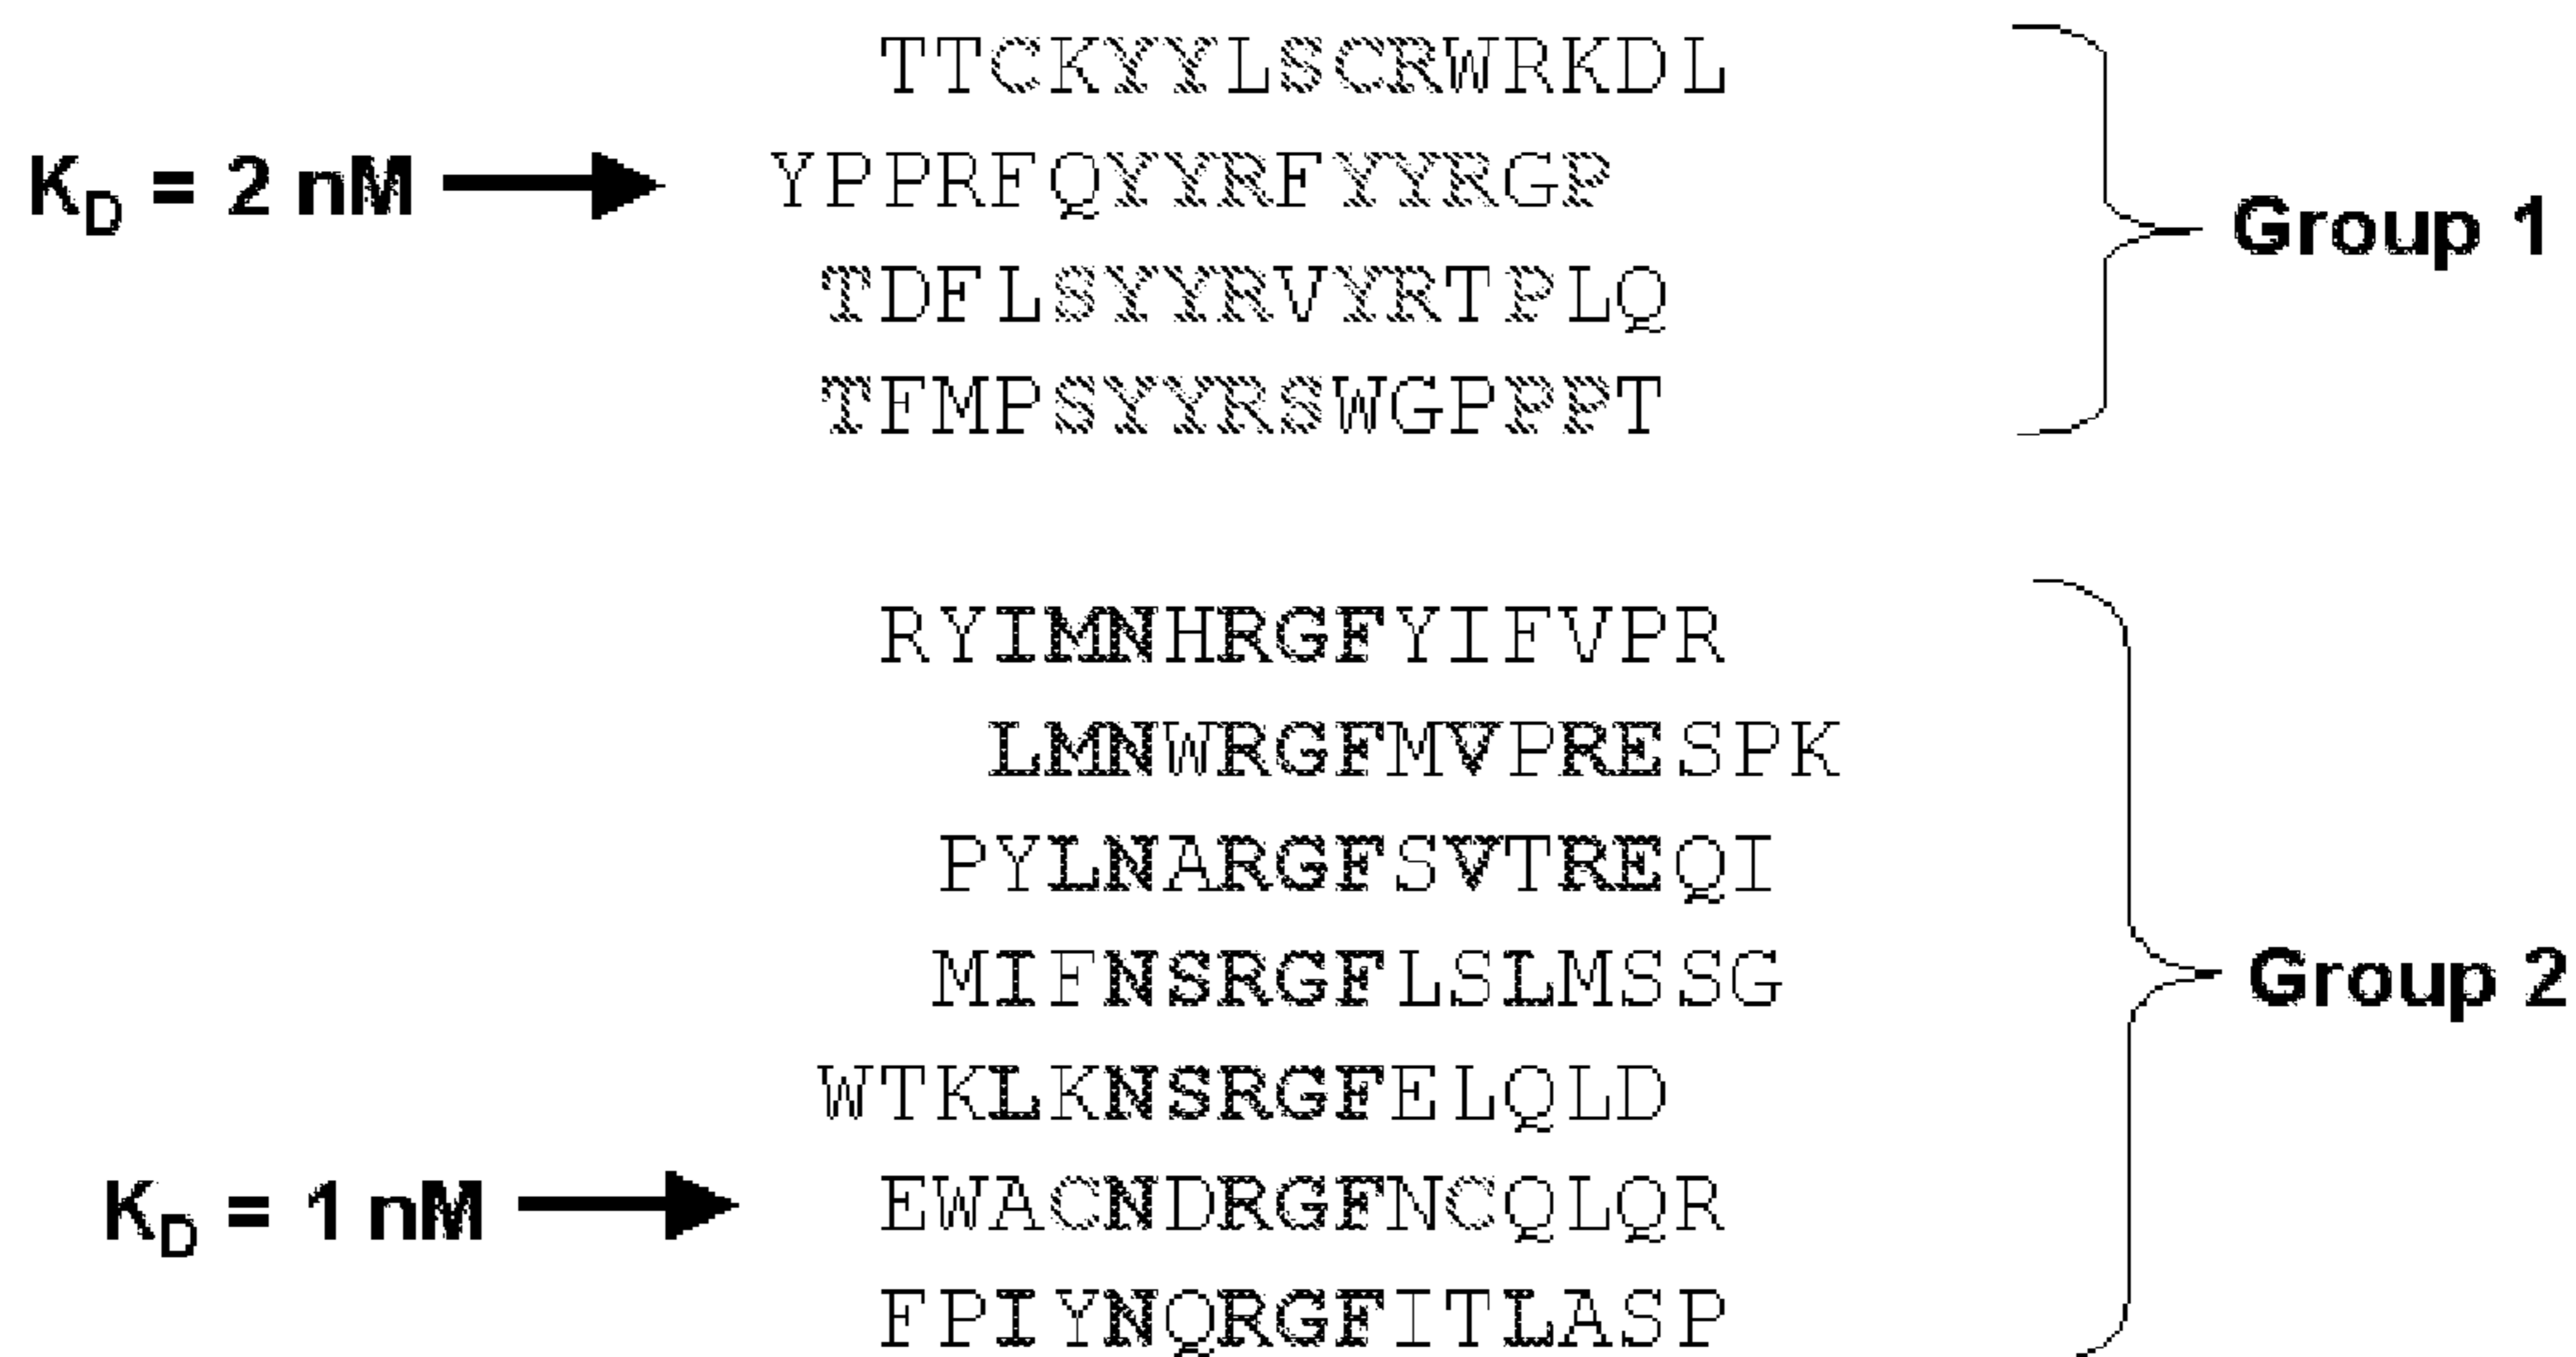 TTCKYYLSCRWRKDL
K_D = 2 nM YPPRFQYYRFYYRGP
Group 1
TDFLSYYRVYRTPLQ
TFMPSYYRSWGPPPT
RYIMNHRGFYIFVPR
LMNWRGFMVPRESPK
PYLNARGFSVTREQI
MIFNSRGFLSLMSSG
Group 2
WTKLKNSRGFELQLD
K_D = 1 nM EWACNDRGFNCQLQR
FPIYNQRGFITLASP